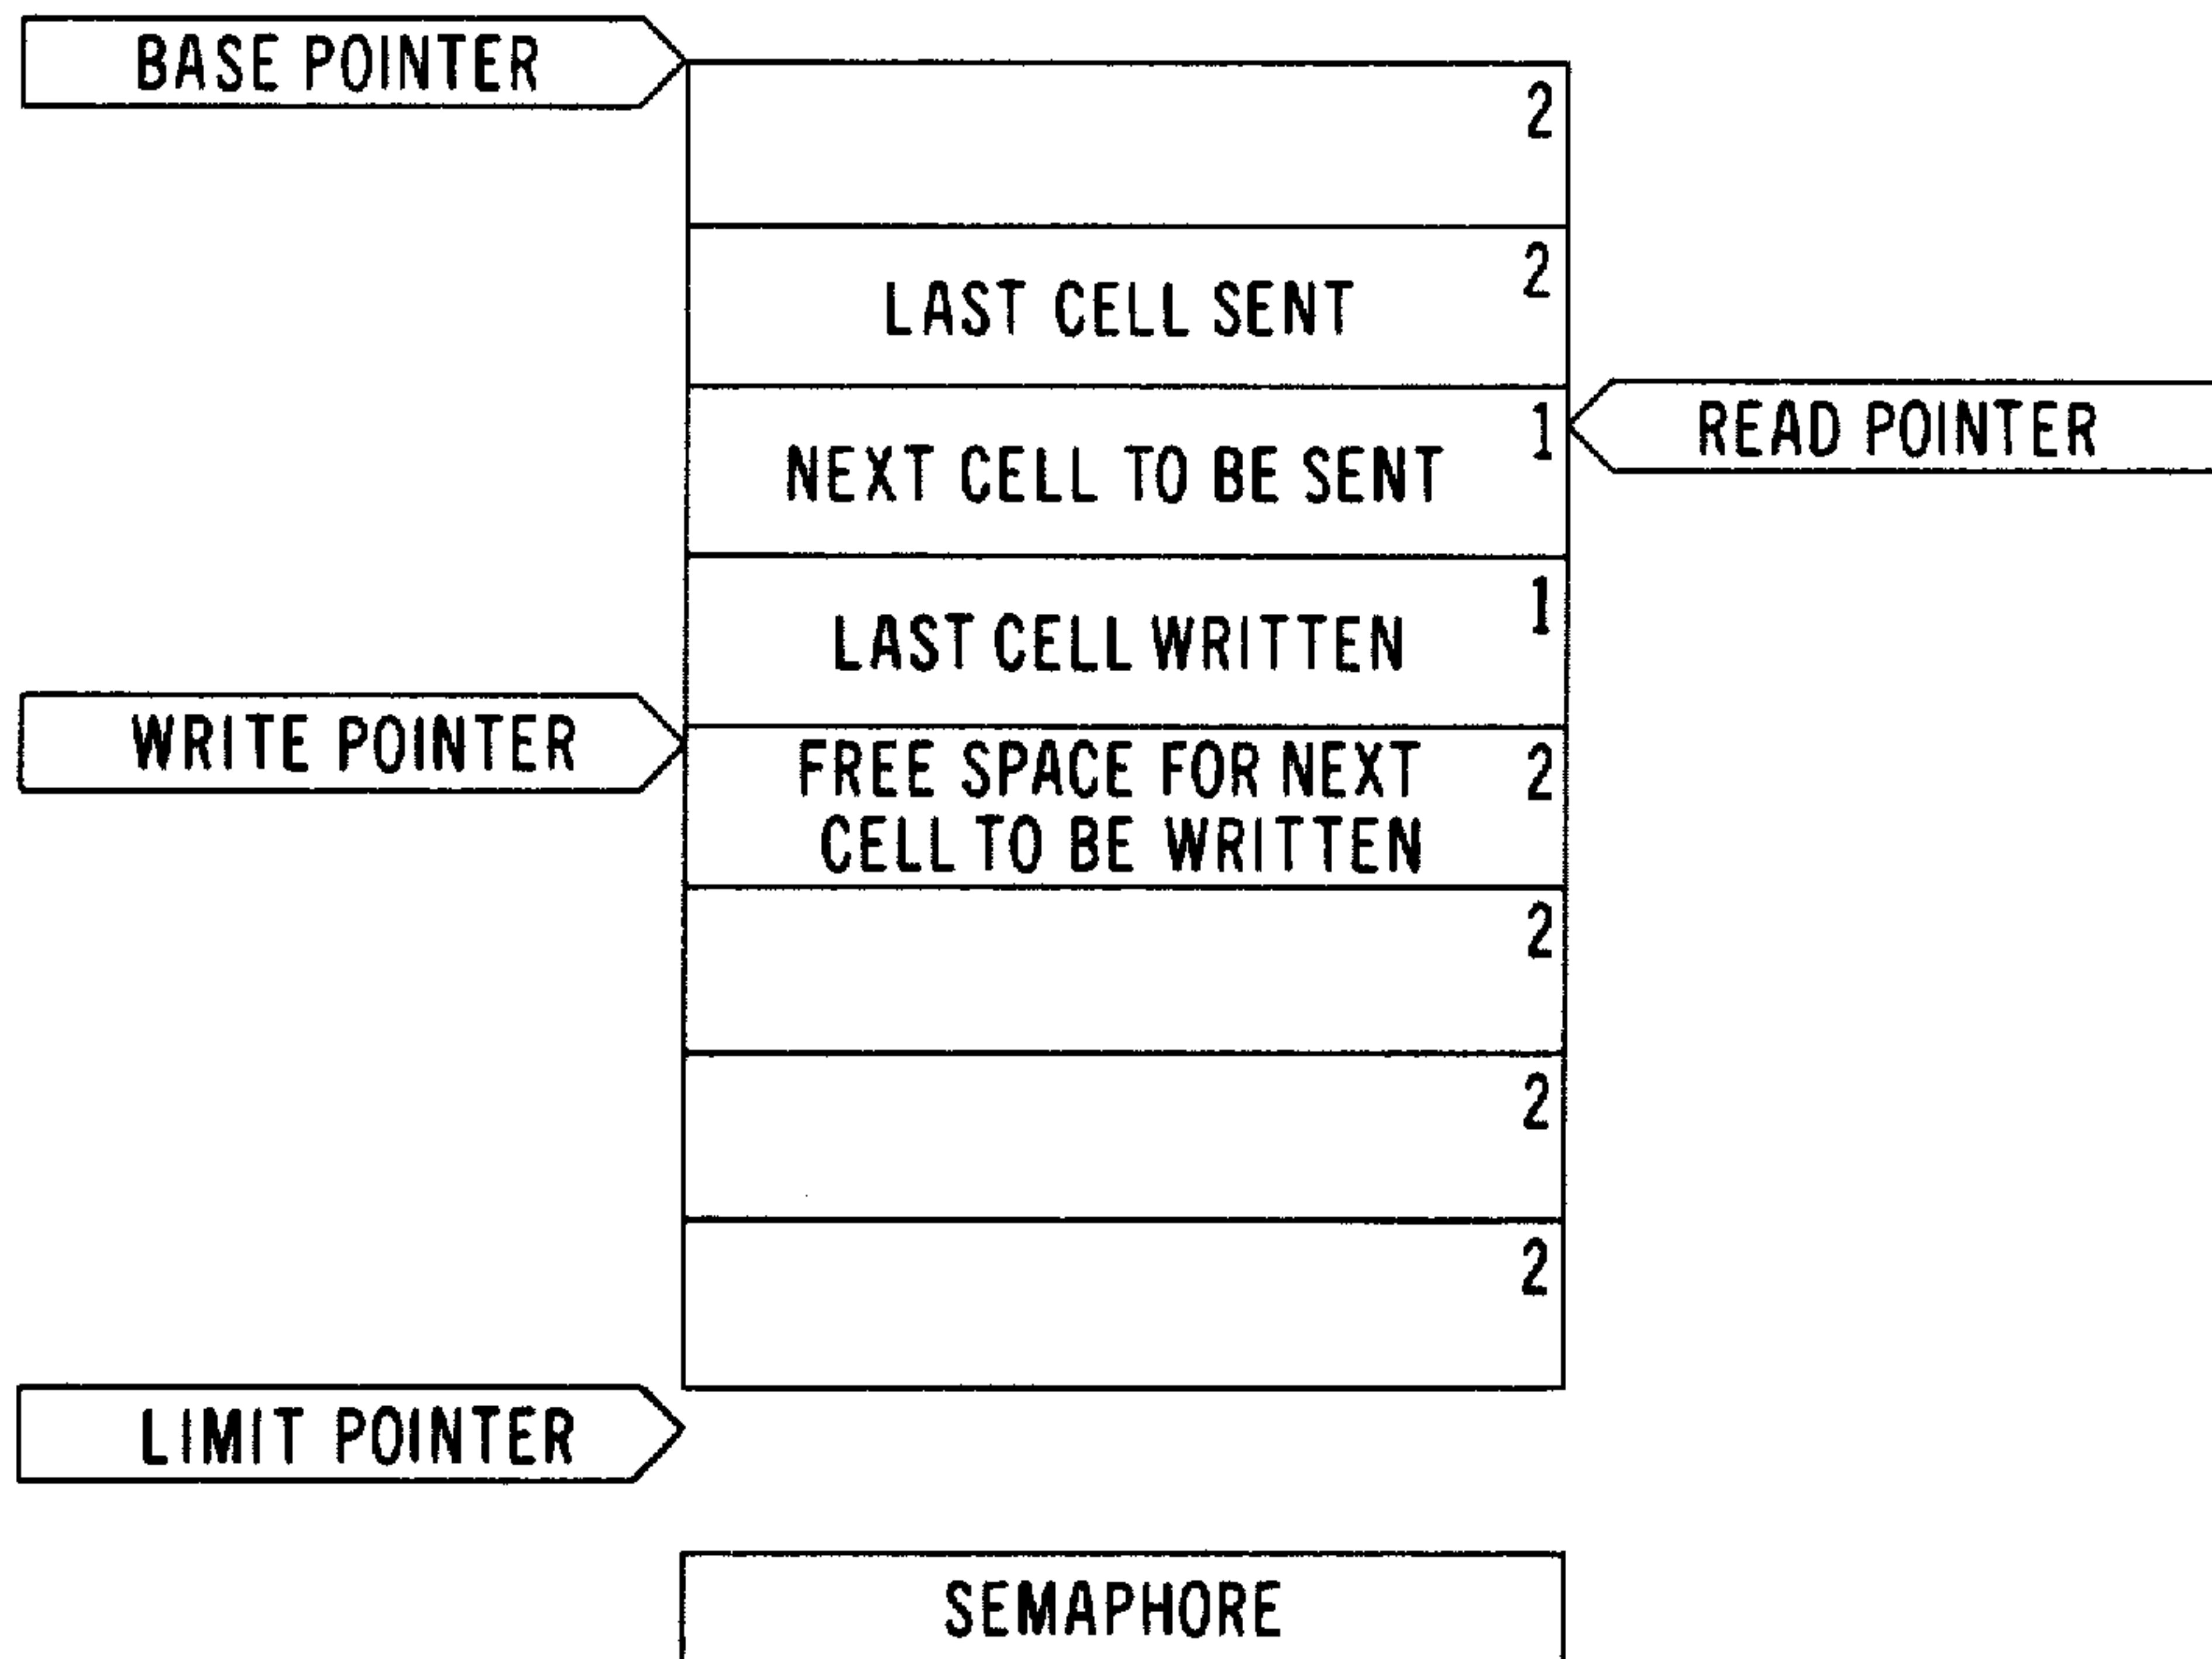 BASE POINTER
2
2
LAST CELL SENT
1
READ POINTER
NEXT CELL TO BE SENT
1
LAST CELL WRITTEN
WRITE POINTER
FREE SPACE FOR NEXT
2
CELL TO BE WRITTEN
2
2
2
LIMIT POINTER
SEMAPHORE